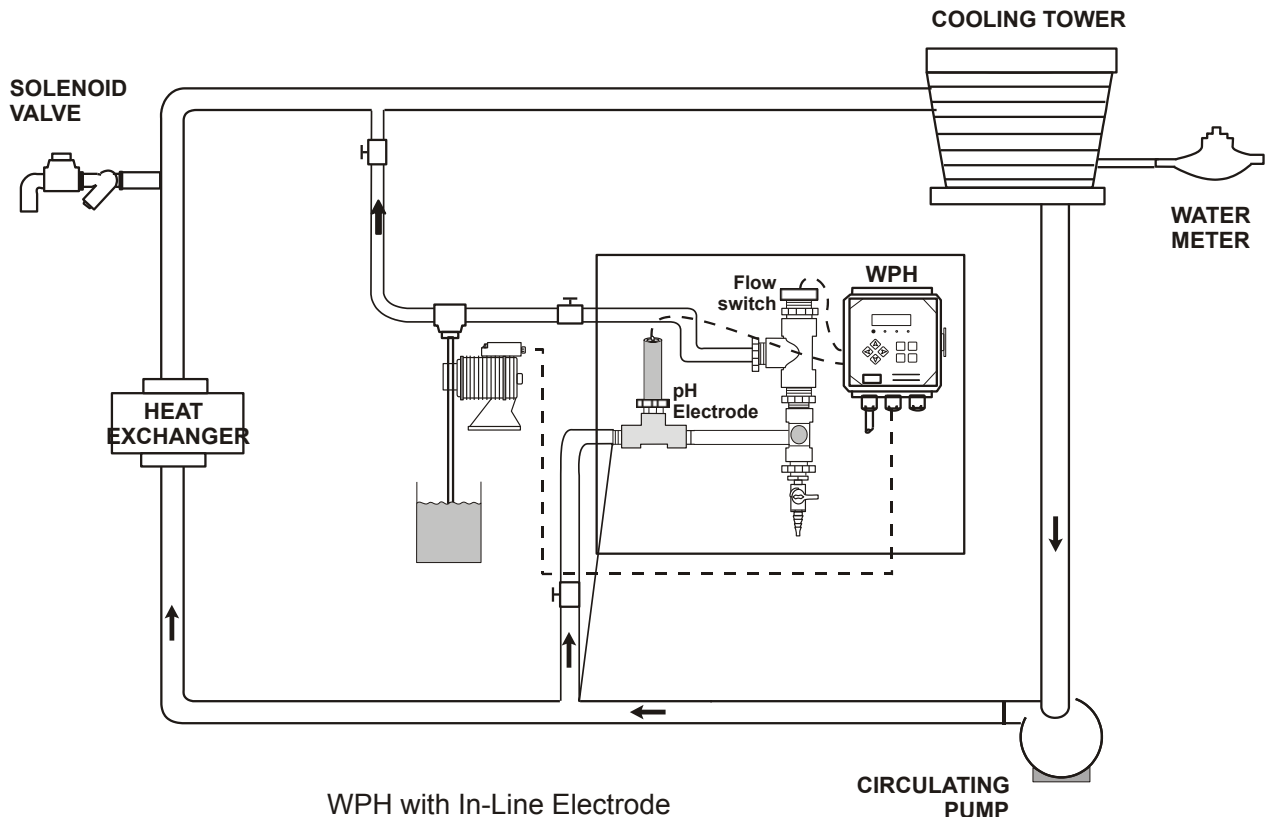 COOLING TOWER
SOLENOID
VALVE
WATER
METER
WPH
Flow
switch
pH
Electrode
HEAT
EXCHANGER
CIRCULATING
PUMP
WPH with In-Line Electrode